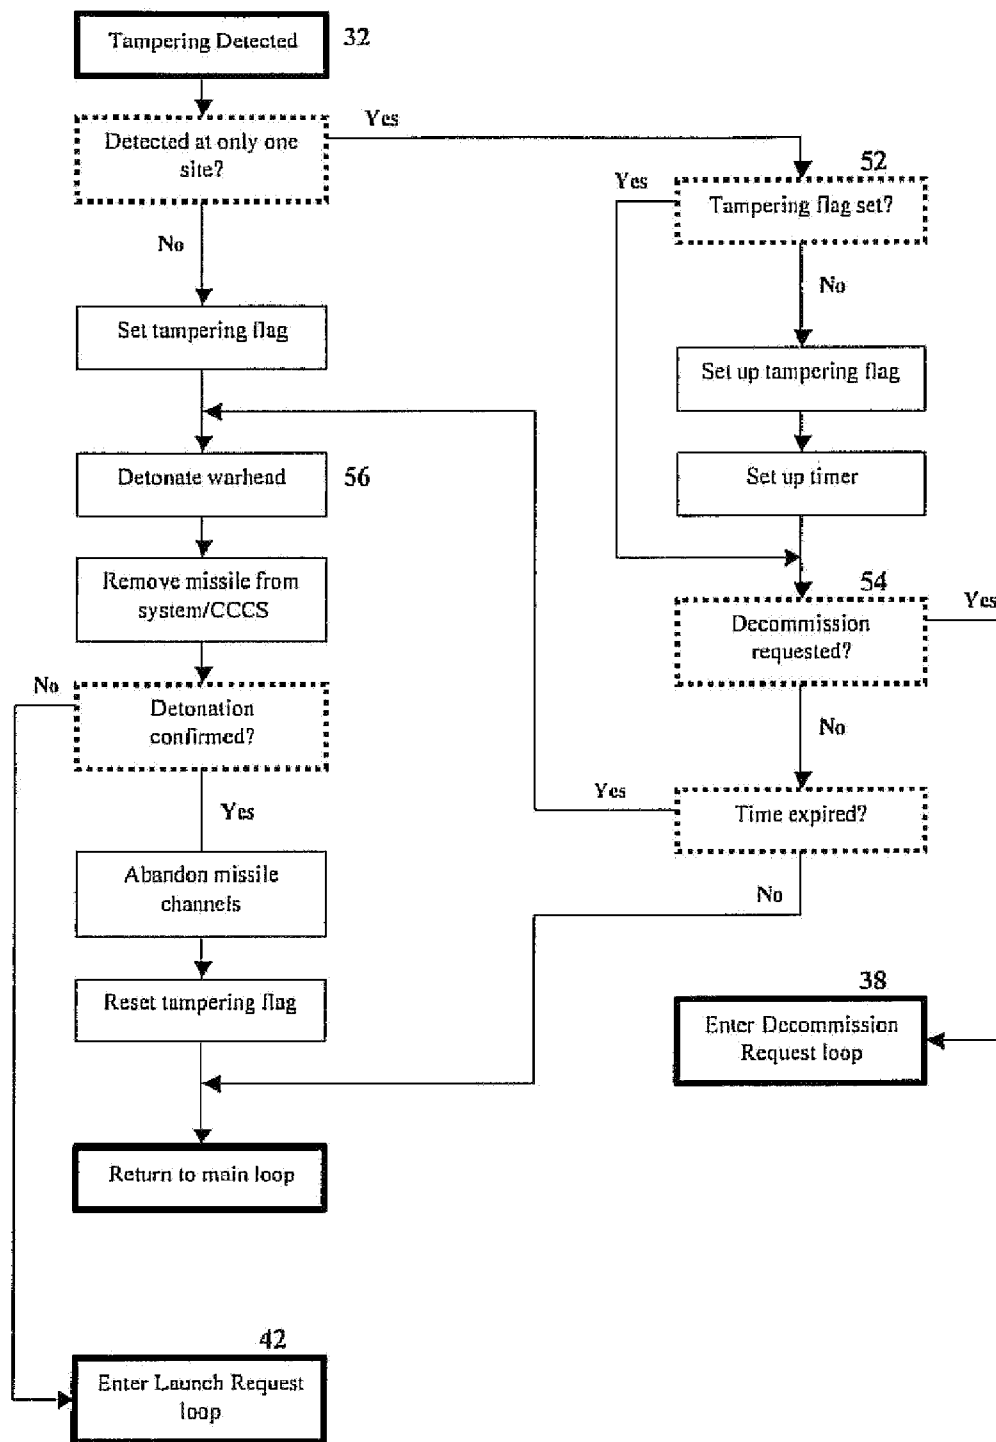 Tampering Detected
32
Detected at only one
site?
Yes
No
Set tampering flag
Detonate warhead
56
Remove missile from
system/CCCS
No
Detonation
confirmed?
Yes
Abandon missile
channels
Reset tampering flag
Return to main loop
42
Enter Launch Request
loop
52
Yes
Tampering flag set?
No
Set up tampering flag
Set up timer
54
Yes
Decommission
requested?
No
Yes
Time expired?
No
38
Enter Decommission
Request loop